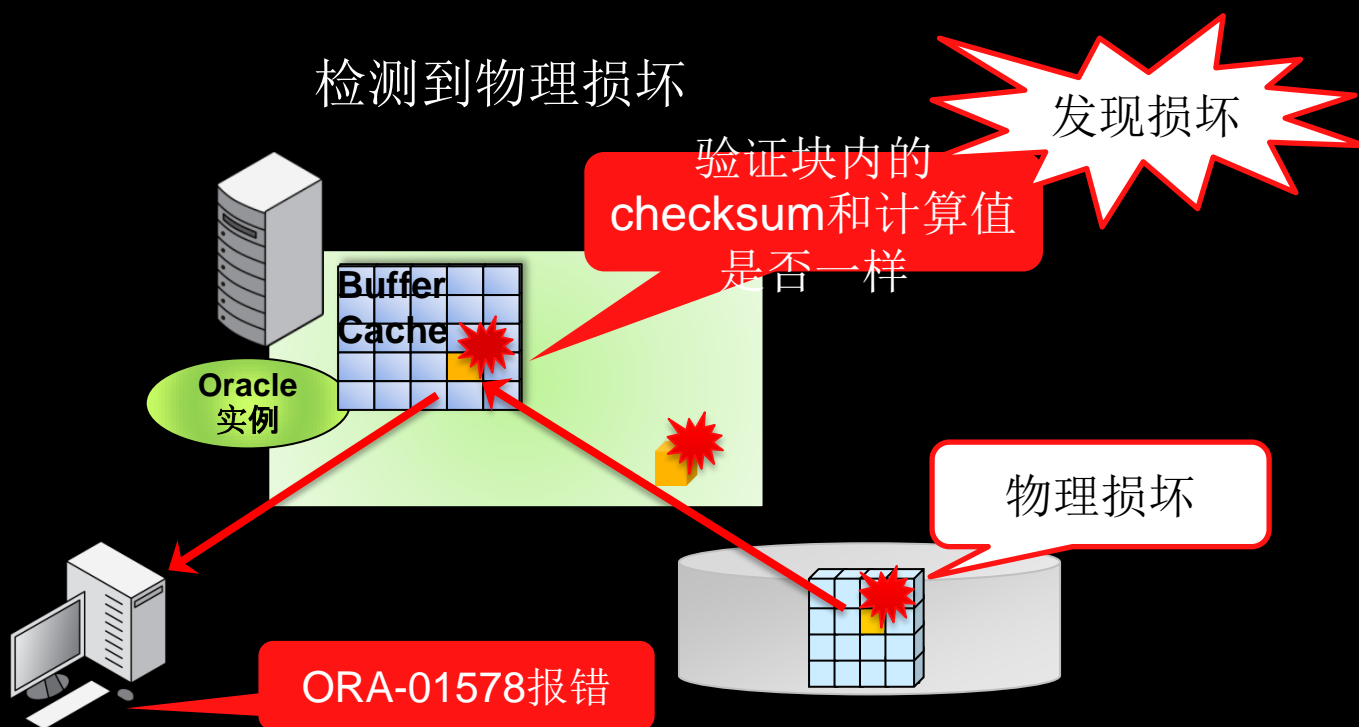 检测到物理损坏
发现损坏
验证块内的
checksum和计算值
是否一样
Buffer
Cache
Oracle
实例
物理损坏
ORA-01578报错